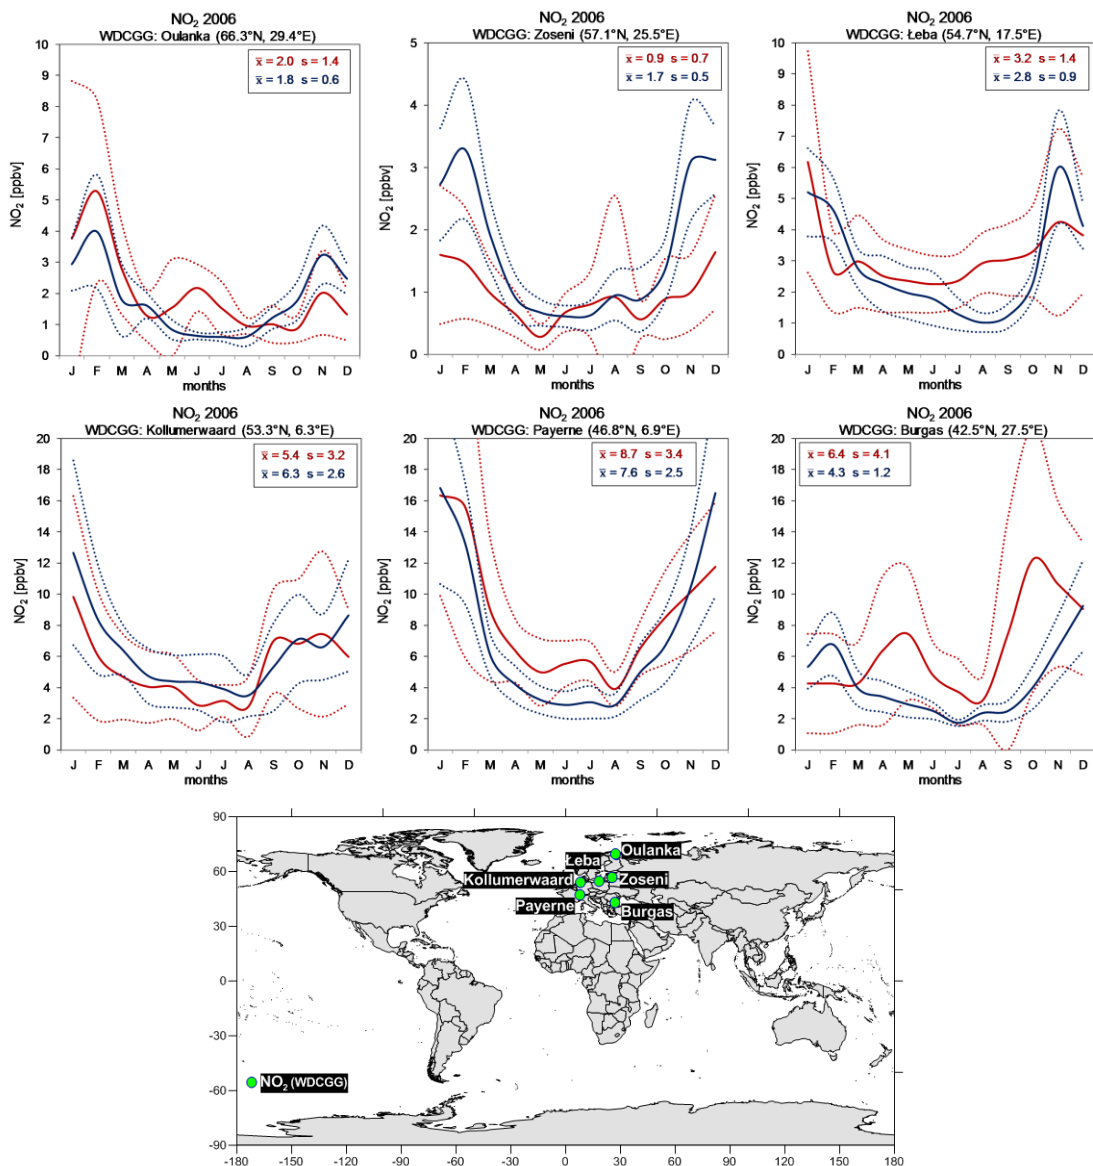 NO₂ 2006
WDCGG: Oulanka (66.3°N, 29.4°E)
x̄ = 2.0 s = 1.4
x̄ = 1.8 s = 0.6
NO₂ [ppbv]
10
9
8
7
6
5
4
3
2
1
0
J F M A M J J A S O N D
months
NO₂ 2006
WDCGG: Zoseni (57.1°N, 25.5°E)
x̄ = 0.9 s = 0.7
x̄ = 1.7 s = 0.5
NO₂ [ppbv]
5
4
3
2
1
0
J F M A M J J A S O N D
months
NO₂ 2006
WDCGG: Łeba (54.7°N, 17.5°E)
x̄ = 3.2 s = 1.4
x̄ = 2.8 s = 0.9
NO₂ [ppbv]
10
9
8
7
6
5
4
3
2
1
0
J F M A M J J A S O N D
months
NO₂ 2006
WDCGG: Kollumerwaard (53.3°N, 6.3°E)
x̄ = 5.4 s = 3.2
x̄ = 6.3 s = 2.6
NO₂ [ppbv]
20
18
16
14
12
10
8
6
4
2
0
J F M A M J J A S O N D
months
NO₂ 2006
WDCGG: Payerne (46.8°N, 6.9°E)
x̄ = 8.7 s = 3.4
x̄ = 7.6 s = 2.5
NO₂ [ppbv]
20
18
16
14
12
10
8
6
4
2
0
J F M A M J J A S O N D
months
NO₂ 2006
WDCGG: Burgas (42.5°N, 27.5°E)
x̄ = 6.4 s = 4.1
x̄ = 4.3 s = 1.2
NO₂ [ppbv]
20
18
16
14
12
10
8
6
4
2
0
J F M A M J J A S O N D
months
90
60
30
0
-30
-60
-90
Oulanka
Łeba
Kollumerwaard
Zoseni
Payerne
Burgas
NO₂ (WDCGG)
-180 -150 -120 -90 -60 -30 0 30 60 90 120 150 180